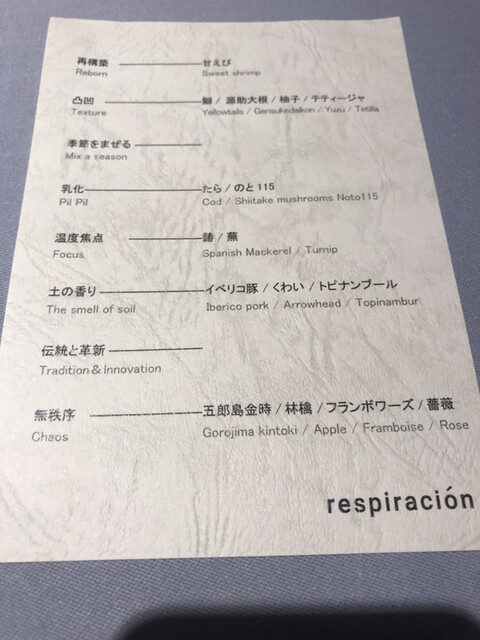 再構築 甘えび
Reborn Sweet shrimp
凸凹 鰤 / 源助大根 / 柚子 / テティージャ
Texture Yellowtails / Gensukedaikon / Yuzu / Tetilla
季節をまぜる
Mix a season
乳化 たら / のと115
Pil Pil Cod / Shiitake mushrooms Noto115
温度焦点 鰆 / 蕪
Focus Spanish Mackerel / Turnip
土の香り イベリコ豚 / くわい / トピナンブール
The smell of soil Iberico pork / Arrowhead / Topinambur
伝統と革新
Tradition & Innovation
無秩序 五郎島金時 / 林檎 / フランボワーズ / 薔薇
Chaos Gorojima kintoki / Apple / Framboise / Rose
respiración